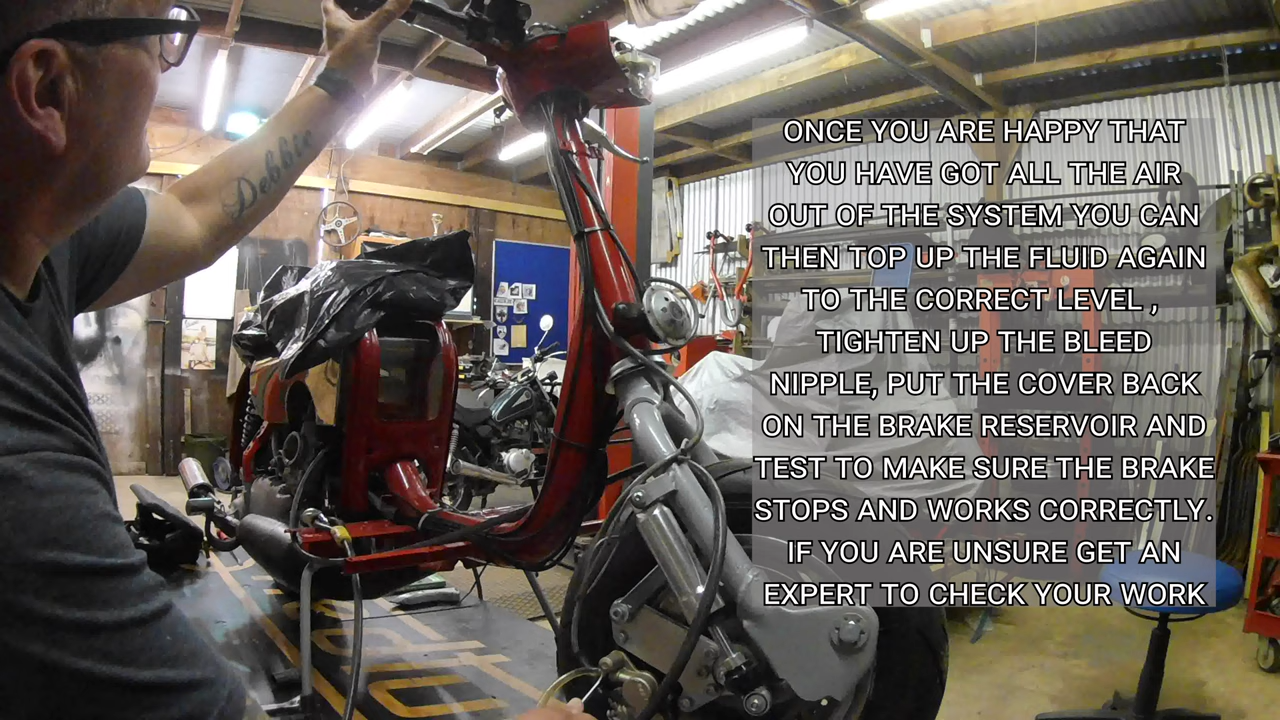 Debbie
ONCE YOU ARE HAPPY THAT
YOU HAVE GOT ALL THE AIR
OUT OF THE SYSTEM YOU CAN
THEN TOP UP THE FLUID AGAIN
TO THE CORRECT LEVEL ,
TIGHTEN UP THE BLEED
NIPPLE, PUT THE COVER BACK
ON THE BRAKE RESERVOIR AND
TEST TO MAKE SURE THE BRAKE
STOPS AND WORKS CORRECTLY.
IF YOU ARE UNSURE GET AN
EXPERT TO CHECK YOUR WORK